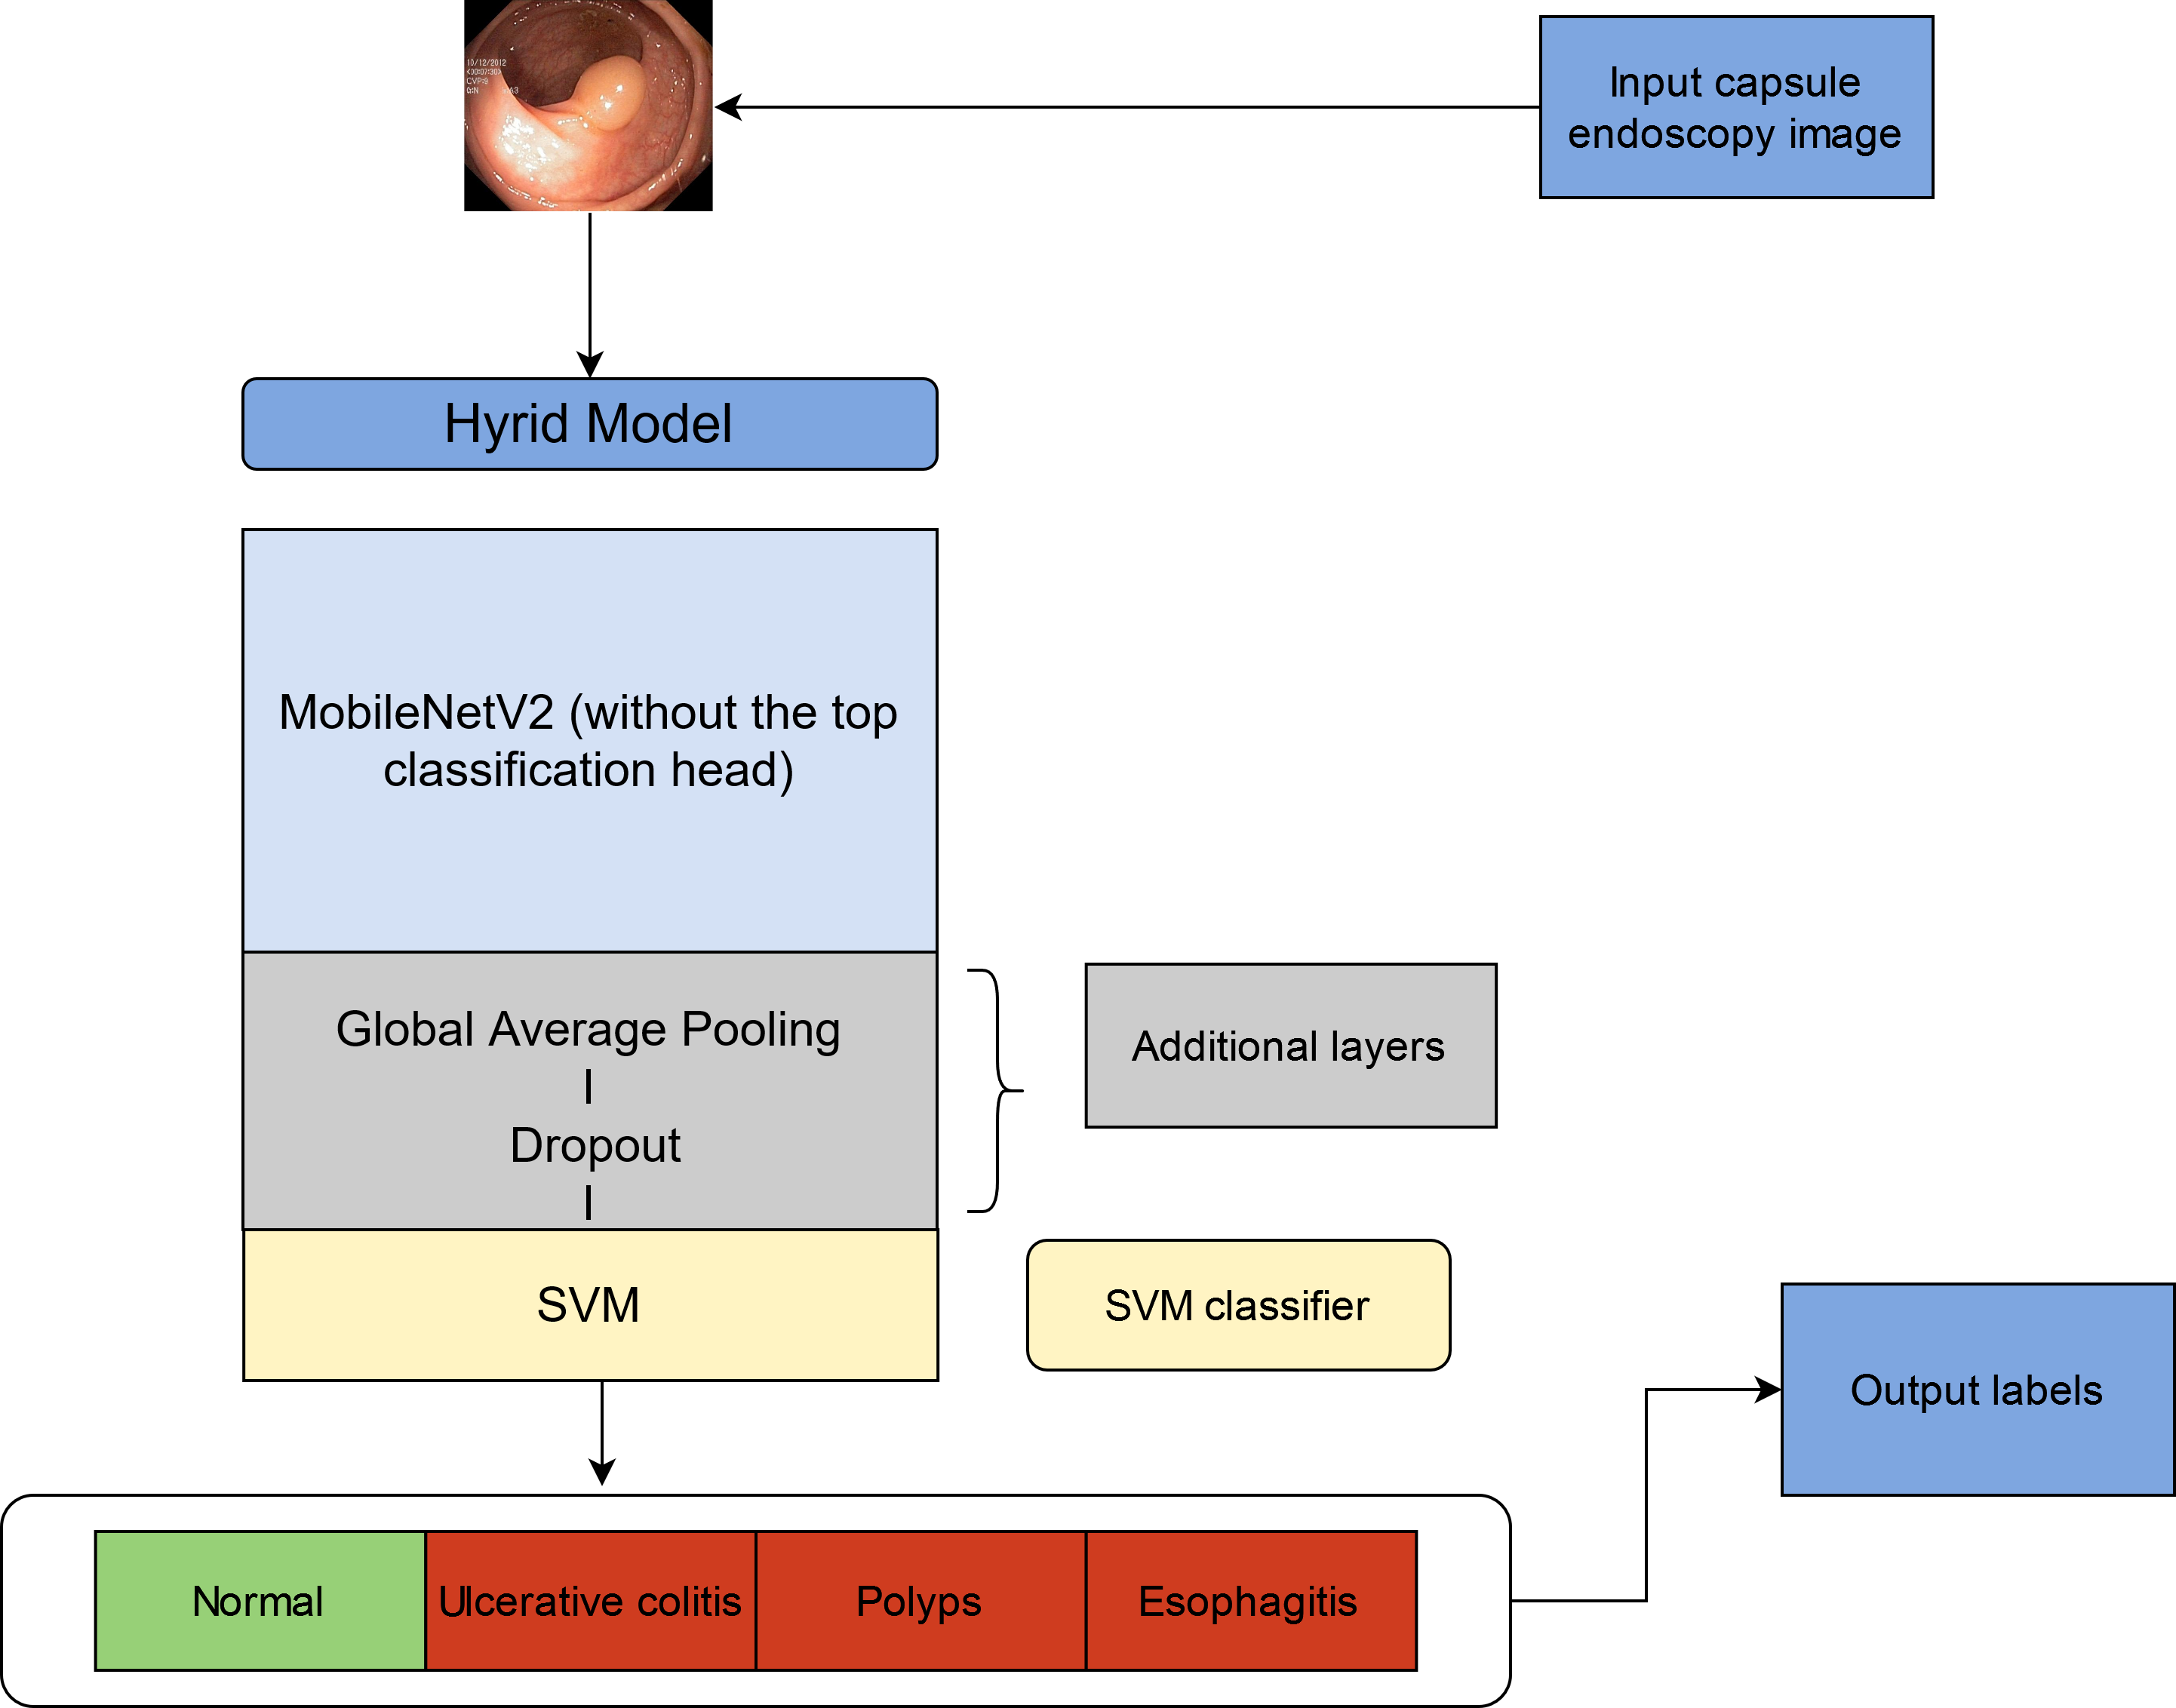 10/12/2012
<00:07:30>
CVP:9
Input capsule
endoscopy image
Hyrid Model
MobileNetV2 (without the top
classification head)
Global Average Pooling
|
Dropout
|
Additional layers
SVM
SVM classifier
Output labels
Normal
Ulcerative colitis
Polyps
Esophagitis